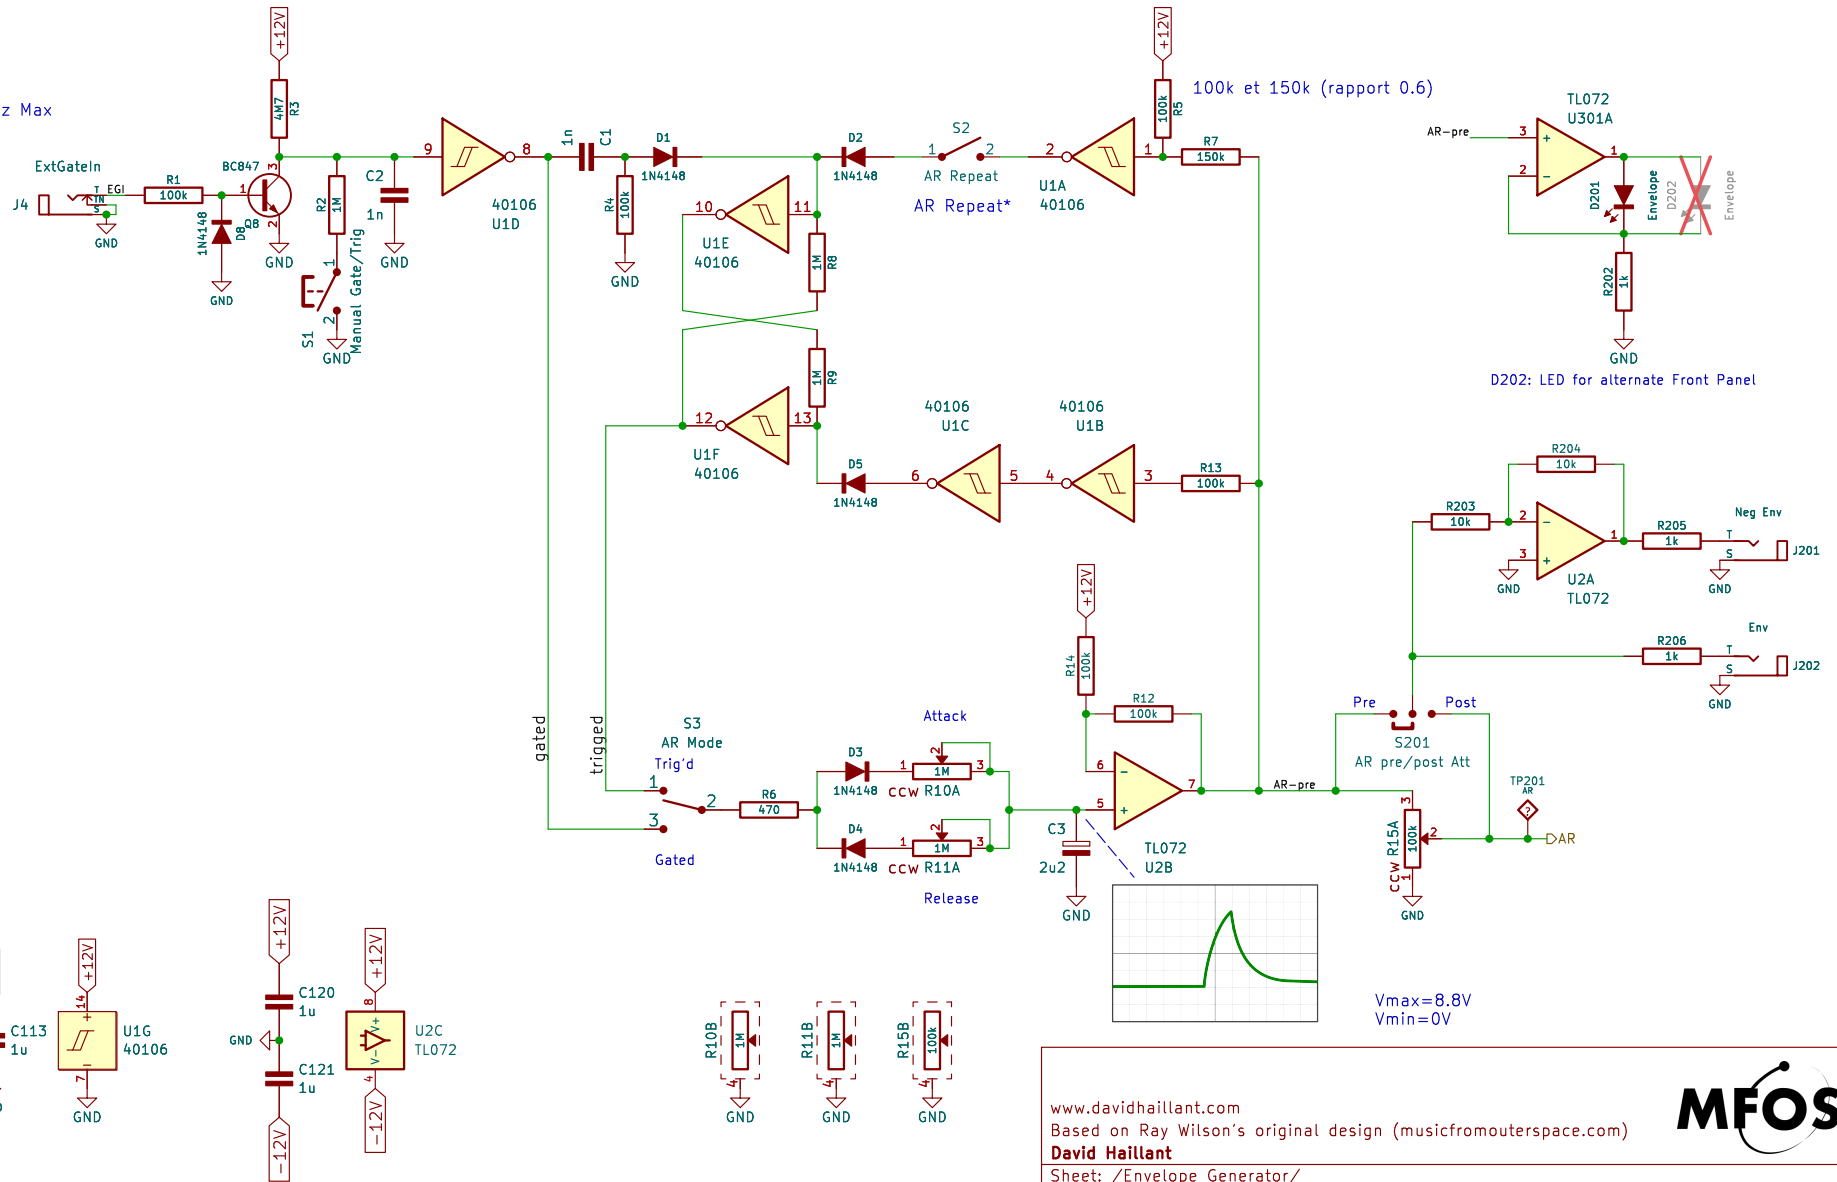 z Max
ExtGateIn
J4
T
TN
S
EGI
GND
R1
100k
1N4148
D8
GND
+12V
4M7
R3
BC847
1
3
2
Q8
GND
R2
1M
1
2
S1
Manual Gate/Trig
GND
C2
1n
GND
9
8
40106
U1D
1n
C1
R4
100k
GND
D1
1N4148
D2
1N4148
S2
1
2
AR Repeat
AR Repeat*
2
1
U1A
40106
+12V
100k
R5
R7
150k
100k et 150k (rapport 0.6)
10
11
U1E
40106
1M
R8
1M
R9
12
13
U1F
40106
D5
1N4148
40106
U1C
6
5
40106
U1B
4
3
R13
100k
gated
trigged
S3
AR Mode
Trig'd
1
2
3
Gated
R6
470
Attack
D3
1N4148
1
2
3
1M
CCW R10A
D4
1N4148
1
2
3
1M
CCW R11A
Release
+12V
R14
100k
R12
100k
6
5
7
TL072
U2B
C3
2u2
GND
AR-pre
Pre
Post
S201
AR pre/post Att
3
2
1
R15A
100k
CCW
GND
TP201
AR
?
AR
Vmax=8.8V
Vmin=0V
TL072
U301A
AR-pre
3
2
1
D201
Envelope
D202
Envelope
R202
1k
GND
D202: LED for alternate Front Panel
R204
10k
R203
10k
2
3
1
GND
U2A
TL072
R205
1k
Neg Env
T
S
J201
GND
R206
1k
Env
T
S
J202
GND
C113
1u
+12V
14
7
U1G
40106
GND
+12V
C120
1u
GND
C121
1u
-12V
+12V
8
V+
V-
4
U2C
TL072
-12V
R10B
1M
4
GND
R11B
1M
4
GND
R15B
100k
4
GND
www.davidhaillant.com
Based on Ray Wilson's original design (musicfromouterspace.com)
David Haillant
Sheet: /Envelope Generator/
MFOS